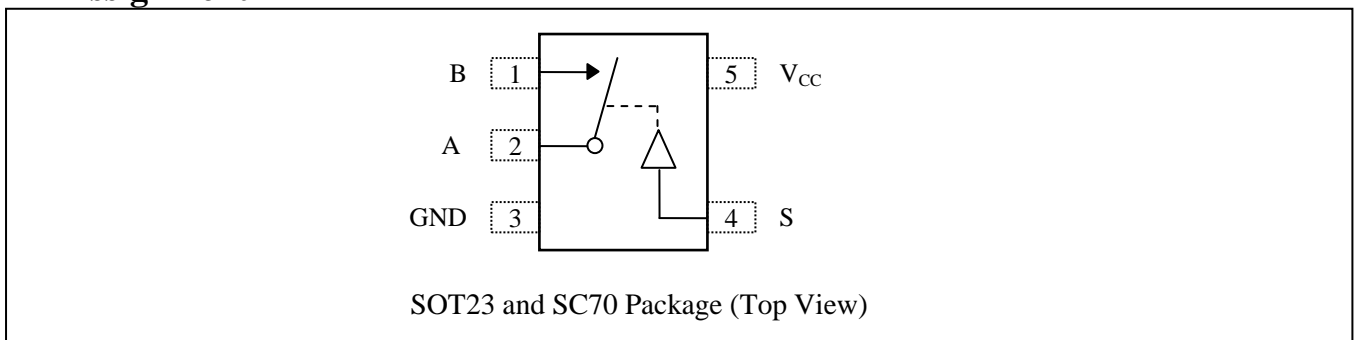 B 1 5 VCC
A 2
GND 3 4 S
SOT23 and SC70 Package (Top View)